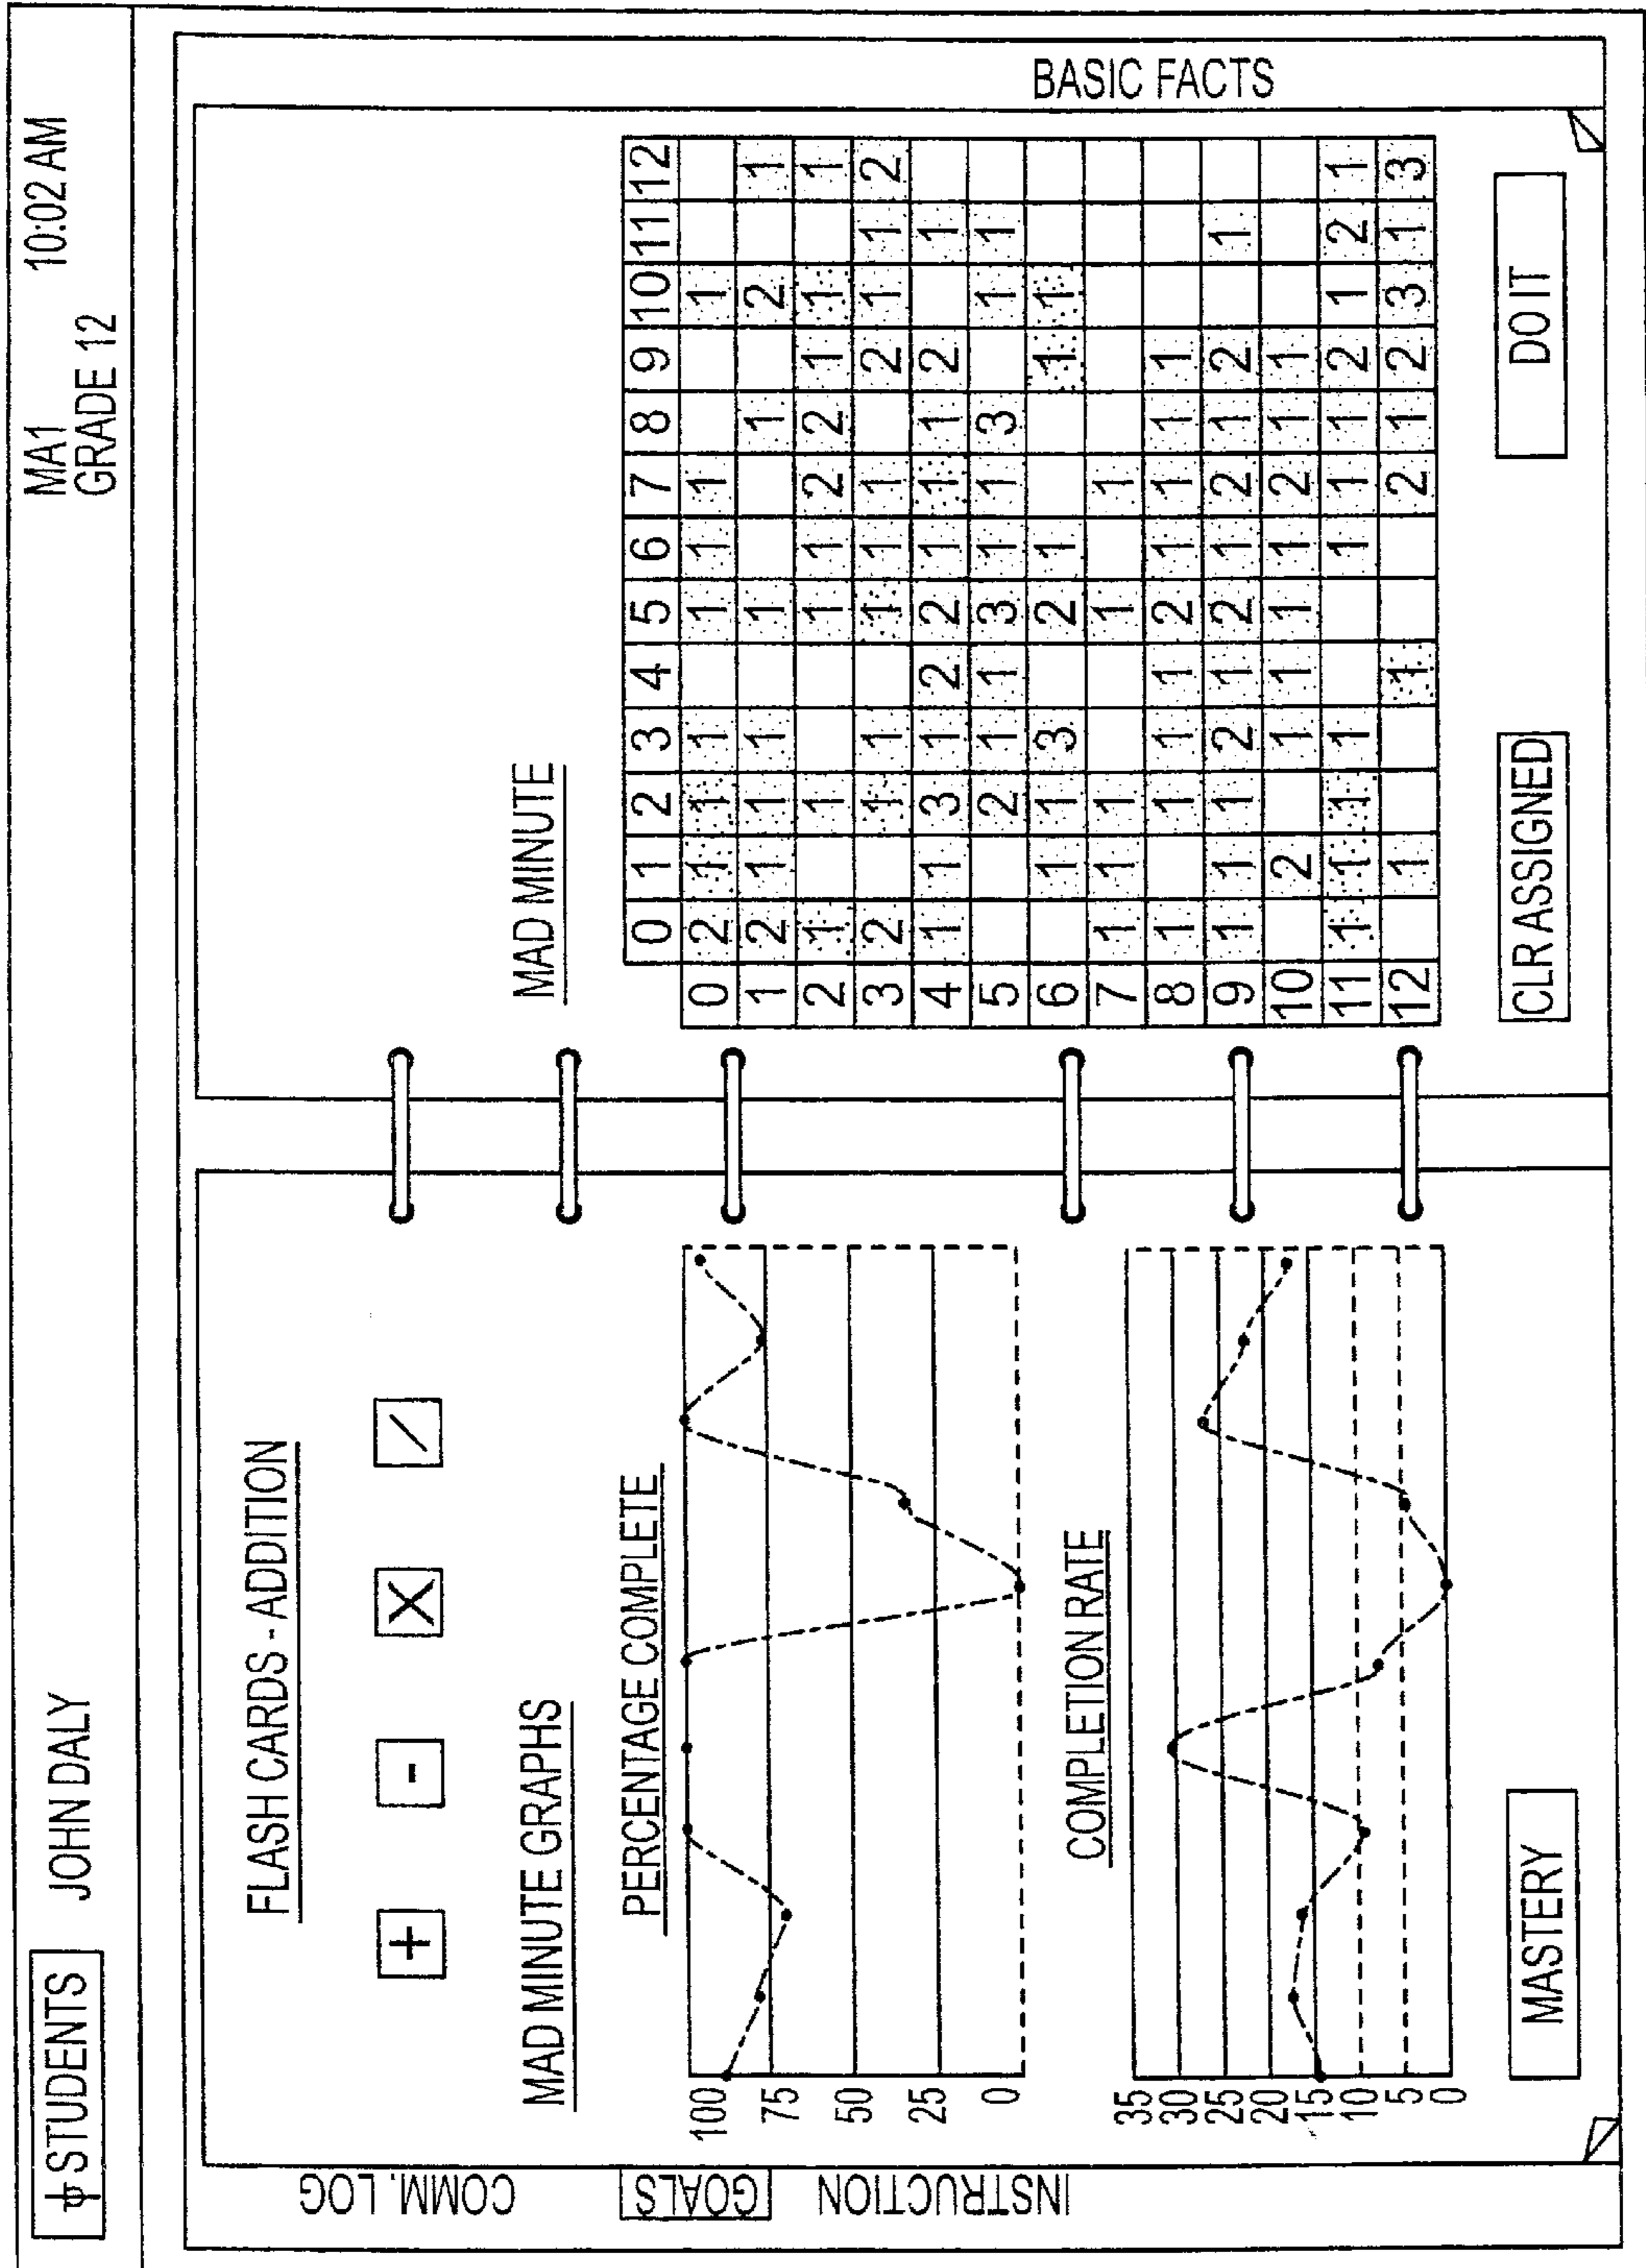 STUDENTS JOHN DALY MA1 10:02 AM
GRADE 12
COMM. LOG
GOALS
INSTRUCTION
FLASH CARDS - ADDITION
+ - X /
MAD MINUTE GRAPHS
PERCENTAGE COMPLETE
100
75
50
25
0
COMPLETION RATE
35
30
25
20
15
10
5
0
MASTERY
MAD MINUTE
0 1 2 3 4 5 6 7 8 9 10 11 12
0 2 1 1 1 1 1 1 1
1 2 1 1 1 1 1 2 1
2 1 1 1 1 2 2 1 1 1
3 2 1 1 1 1 1 2 1 1 2
4 1 1 3 1 2 2 1 1 1 2 1
5 2 1 1 3 1 1 3 1 1
6 1 1 3 2 1 1 1
7 1 1 1 1 1
8 1 1 1 1 2 1 1 1 1
9 1 1 1 2 1 2 1 2 1 2 1
10 2 1 1 1 1 2 1 1
11 1 1 1 1 1 1 1 2 1 2 1
12 1 1 2 1 2 3 1 3
CLR ASSIGNED
DO IT
BASIC FACTS